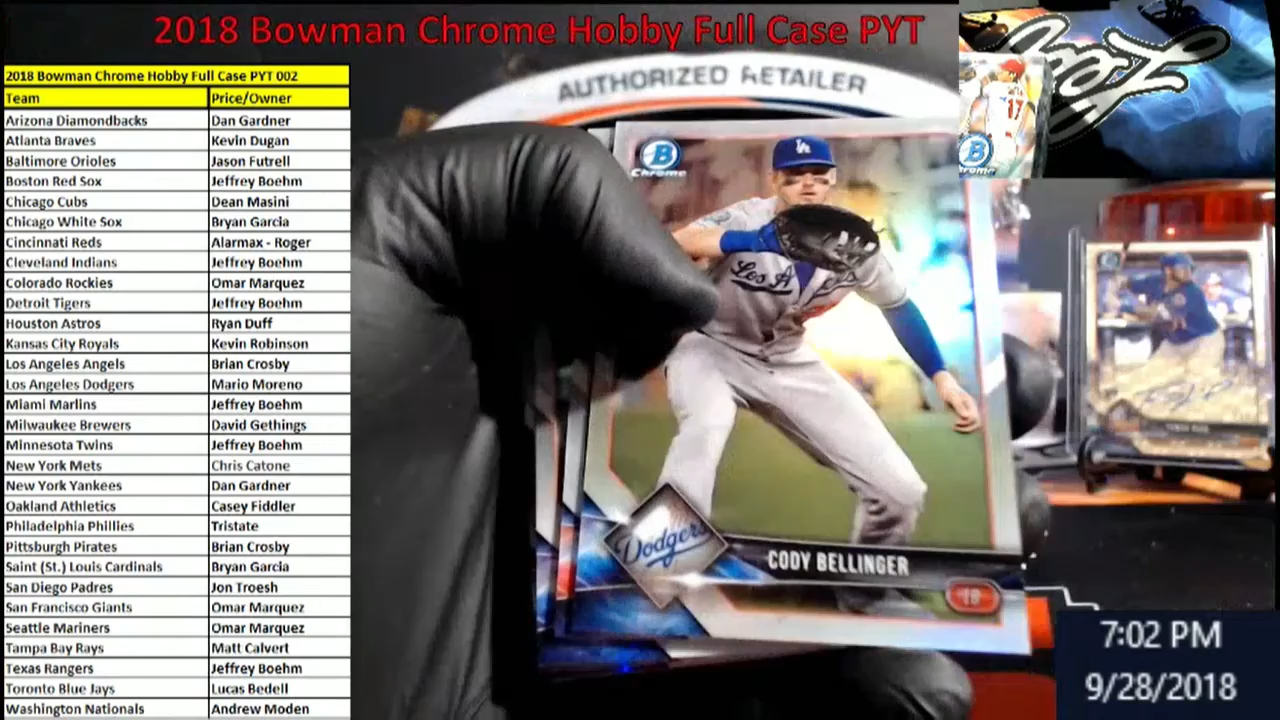 2018 Bowman Chrome Hobby Full Case PYT
2018 Bowman Chrome Hobby Full Case PYT 002
Team Price/Owner
Arizona Diamondbacks Dan Gardner
Atlanta Braves Kevin Dugan
Baltimore Orioles Jason Futrell
Boston Red Sox Jeffrey Boehm
Chicago Cubs Dean Masini
Chicago White Sox Bryan Garcia
Cincinnati Reds Alarmax - Roger
Cleveland Indians Jeffrey Boehm
Colorado Rockies Omar Marquez
Detroit Tigers Jeffrey Boehm
Houston Astros Ryan Duff
Kansas City Royals Kevin Robinson
Los Angeles Angels Brian Crosby
Los Angeles Dodgers Mario Moreno
Miami Marlins Jeffrey Boehm
Milwaukee Brewers David Gethings
Minnesota Twins Jeffrey Boehm
New York Mets Chris Catone
New York Yankees Dan Gardner
Oakland Athletics Casey Fiddler
Philadelphia Phillies Tristate
Pittsburgh Pirates Brian Crosby
Saint (St.) Louis Cardinals Bryan Garcia
San Diego Padres Jon Troesh
San Francisco Giants Omar Marquez
Seattle Mariners Omar Marquez
Tampa Bay Rays Matt Calvert
Texas Rangers Jeffrey Boehm
Toronto Blue Jays Lucas Bedell
Washington Nationals Andrew Moden
AUTHORIZED RETAILER
B
Chrome
LA
Los A
Dodgers
CODY BELLINGER
18
17
B
7:02 PM
9/28/2018